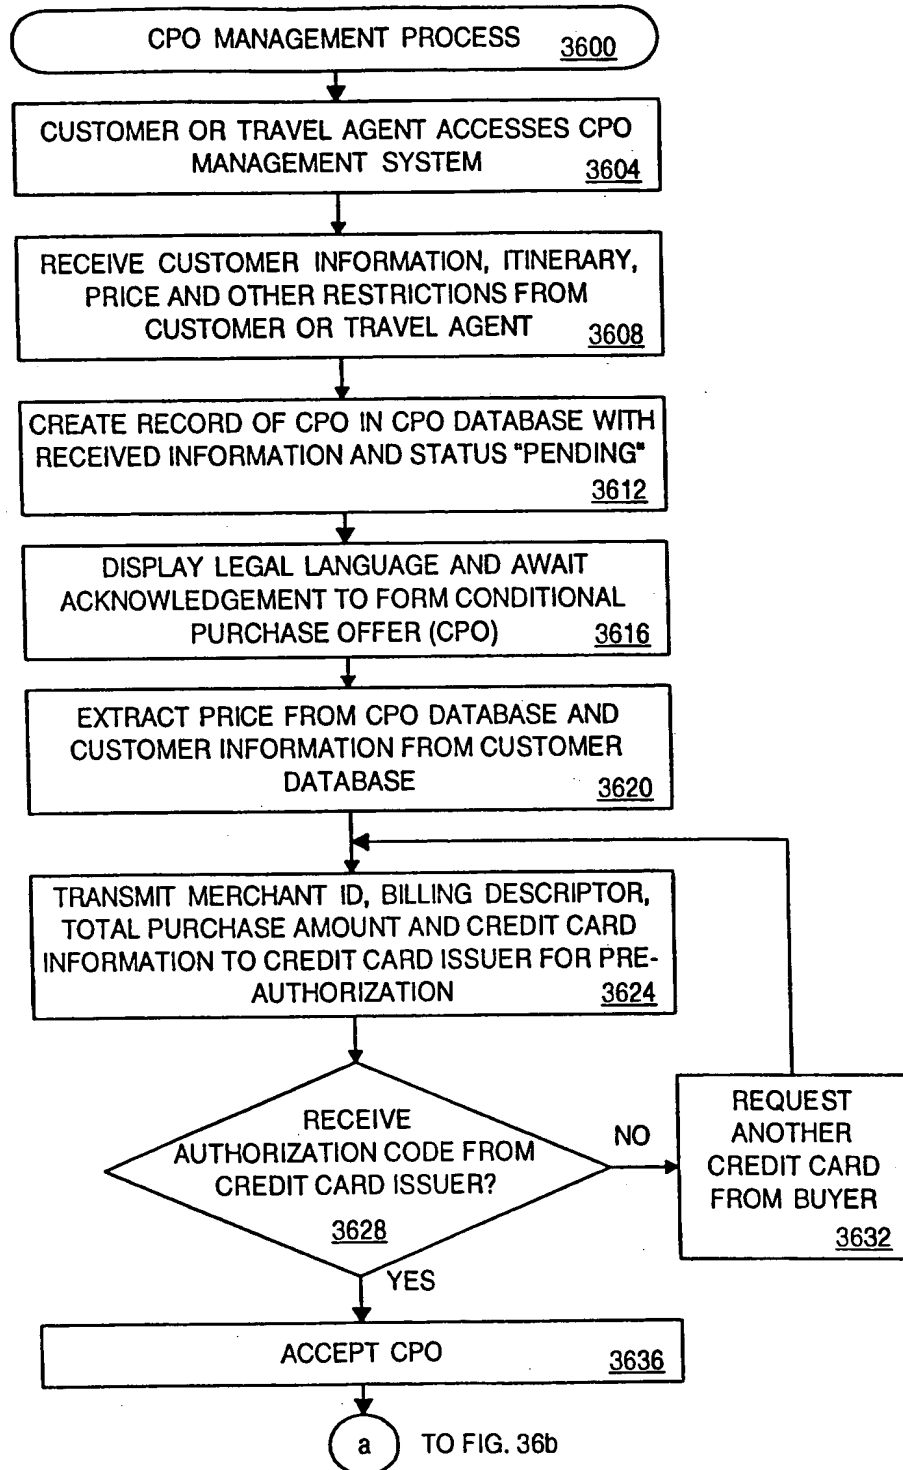 CPO MANAGEMENT PROCESS 3600
CUSTOMER OR TRAVEL AGENT ACCESSES CPO
MANAGEMENT SYSTEM
3604
RECEIVE CUSTOMER INFORMATION, ITINERARY,
PRICE AND OTHER RESTRICTIONS FROM
CUSTOMER OR TRAVEL AGENT 3608
CREATE RECORD OF CPO IN CPO DATABASE WITH
RECEIVED INFORMATION AND STATUS "PENDING"
3612
DISPLAY LEGAL LANGUAGE AND AWAIT
ACKNOWLEDGEMENT TO FORM CONDITIONAL
PURCHASE OFFER (CPO) 3616
EXTRACT PRICE FROM CPO DATABASE AND
CUSTOMER INFORMATION FROM CUSTOMER
DATABASE 3620
TRANSMIT MERCHANT ID, BILLING DESCRIPTOR,
TOTAL PURCHASE AMOUNT AND CREDIT CARD
INFORMATION TO CREDIT CARD ISSUER FOR PRE-
AUTHORIZATION 3624
RECEIVE
AUTHORIZATION CODE FROM
CREDIT CARD ISSUER?
3628
NO
REQUEST
ANOTHER
CREDIT CARD
FROM BUYER
3632
YES
ACCEPT CPO 3636
a TO FIG. 36b